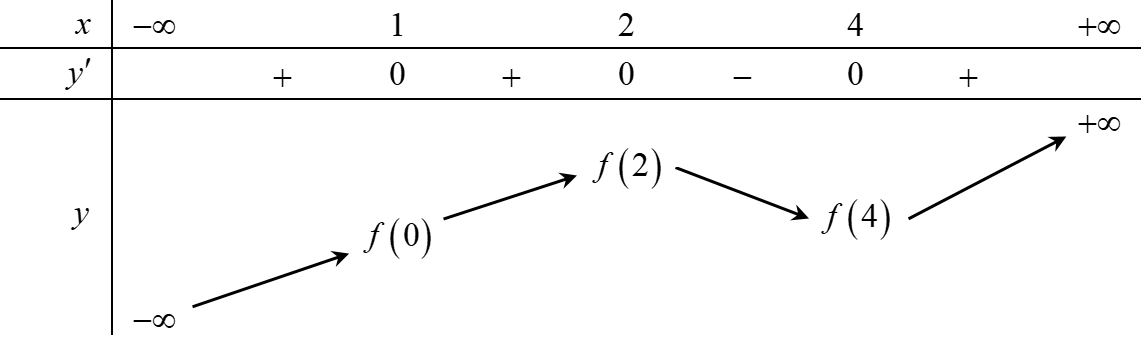 x −∞ 1 2 4 +∞
y′ + 0 + 0 − 0 +
y −∞ f(0) f(2) f(4) +∞